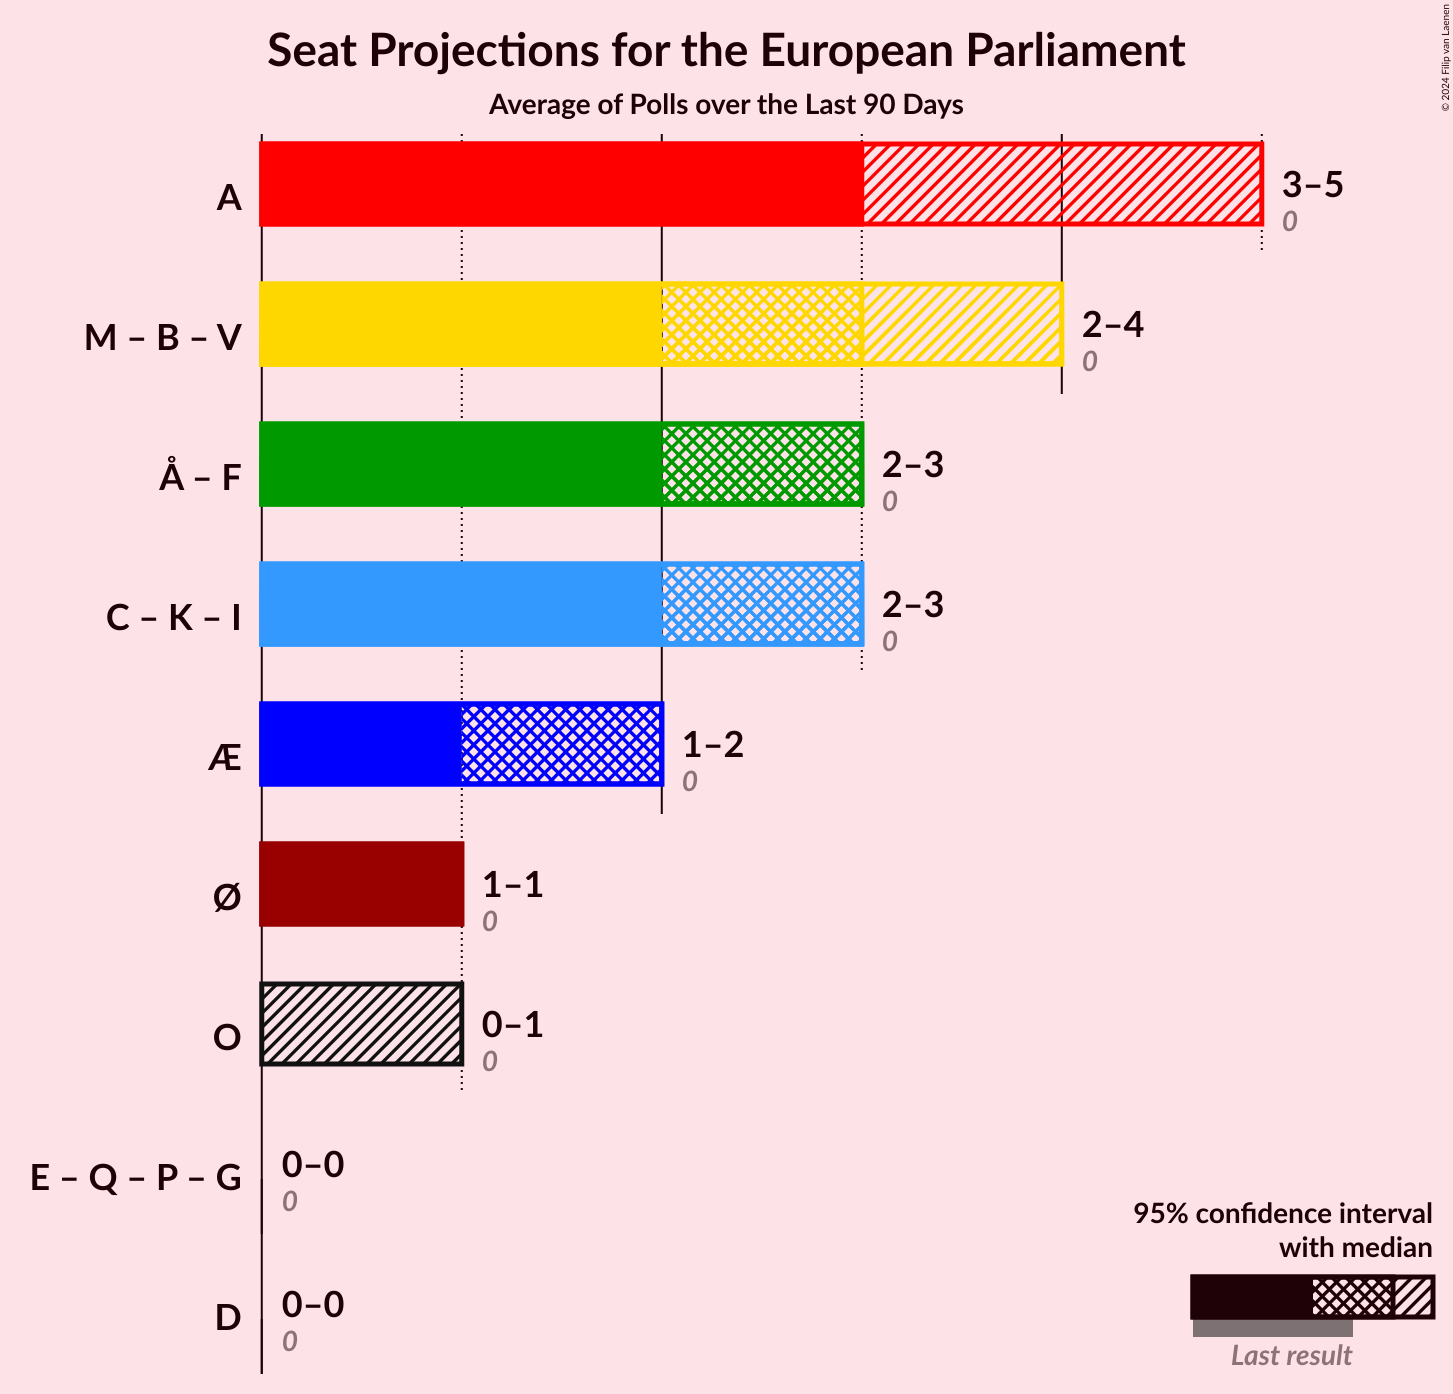 Seat Projections for the European Parliament
Average of Polls over the Last 90 Days
© 2024 Filip van Laenen
A
3–5
0
M – B – V
2–4
0
Å – F
2–3
0
C – K – I
2–3
0
Æ
1–2
0
Ø
1–1
0
O
0–1
0
E – Q – P – G
0–0
0
D
0–0
0
95% confidence interval
with median
Last result